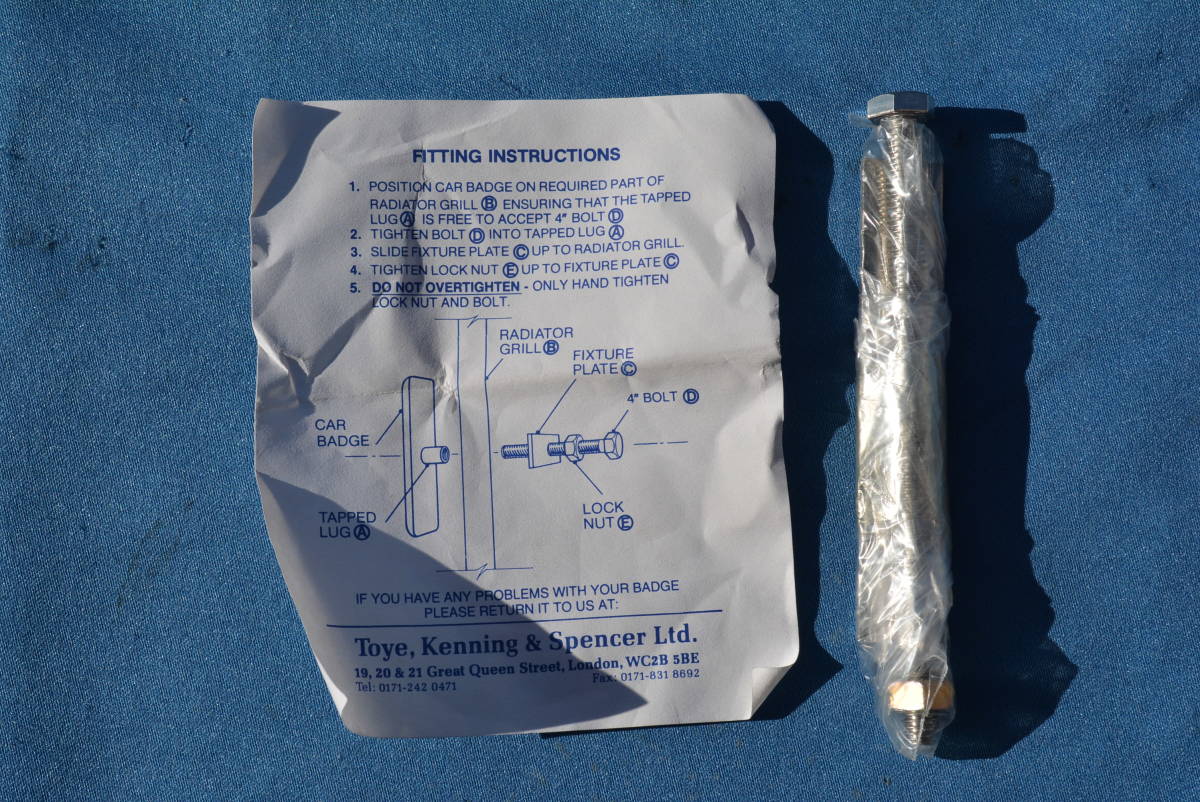 FITTING INSTRUCTIONS
1. POSITION CAR BADGE ON REQUIRED PART OF
RADIATOR GRILL Ⓑ ENSURING THAT THE TAPPED
LUG Ⓐ IS FREE TO ACCEPT 4" BOLT Ⓓ
2. TIGHTEN BOLT Ⓓ INTO TAPPED LUG Ⓐ
3. SLIDE FIXTURE PLATE Ⓒ UP TO RADIATOR GRILL.
4. TIGHTEN LOCK NUT Ⓔ UP TO FIXTURE PLATE Ⓒ
5. DO NOT OVERTIGHTEN - ONLY HAND TIGHTEN
LOCK NUT AND BOLT.
RADIATOR
GRILL Ⓑ
FIXTURE
PLATE Ⓒ
4" BOLT Ⓓ
CAR
BADGE
TAPPED
LUG Ⓐ
LOCK
NUT Ⓔ
IF YOU HAVE ANY PROBLEMS WITH YOUR BADGE
PLEASE RETURN IT TO US AT:
Toye, Kenning & Spencer Ltd.
19, 20 & 21 Great Queen Street, London, WC2B 5BE
Tel: 0171-242 0471 Fax: 0171-831 8692